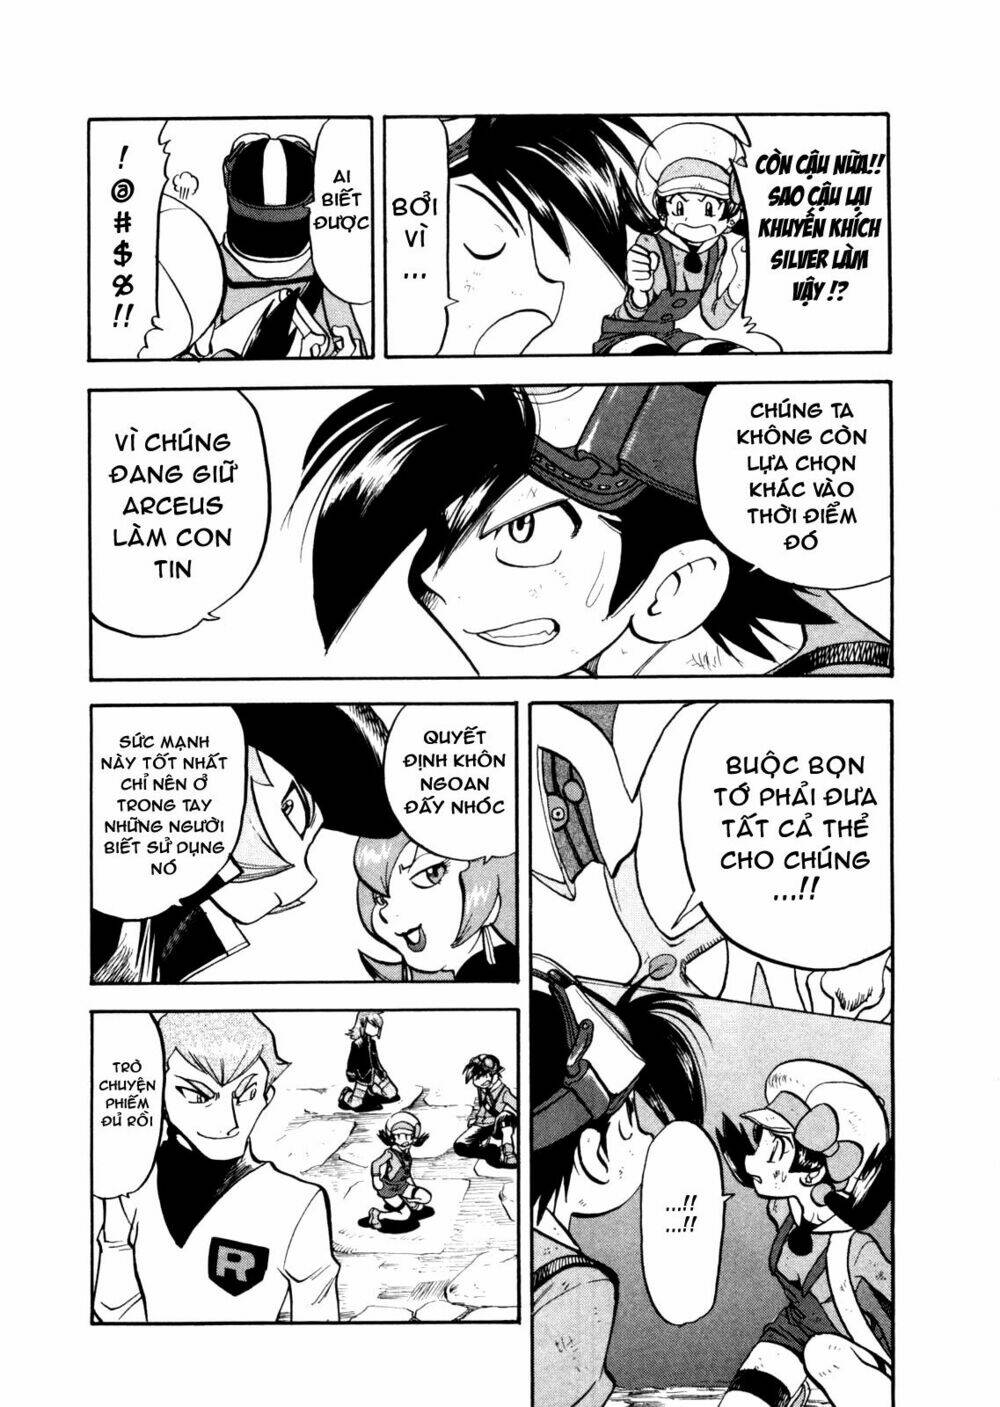 CÒN CẬU NỮA!!
SAO CẬU LẠI
KHUYẾN KHÍCH
SILVER LÀM
VẬY !?
BỞI
VÌ
...
AI
BIẾT
ĐƯỢC
!
@
#
$
%
!!
CHÚNG TA
KHÔNG CÒN
LỰA CHỌN
KHÁC VÀO
THỜI ĐIỂM
ĐÓ
VÌ CHÚNG
ĐANG GIỮ
ARCEUS
LÀM CON
TIN
BUỘC BỌN
TỚ PHẢI ĐƯA
TẤT CẢ THẺ
CHO CHÚNG
...!!
...!!
...!!
QUYẾT
ĐỊNH KHÔN
NGOAN
ĐẤY NHÓC
SỨC MẠNH
NÀY TỐT NHẤT
CHỈ NÊN Ở
TRONG TAY
NHỮNG NGƯỜI
BIẾT SỬ DỤNG
NÓ
TRÒ
CHUYỆN
PHIẾM
ĐỦ RỒI
R